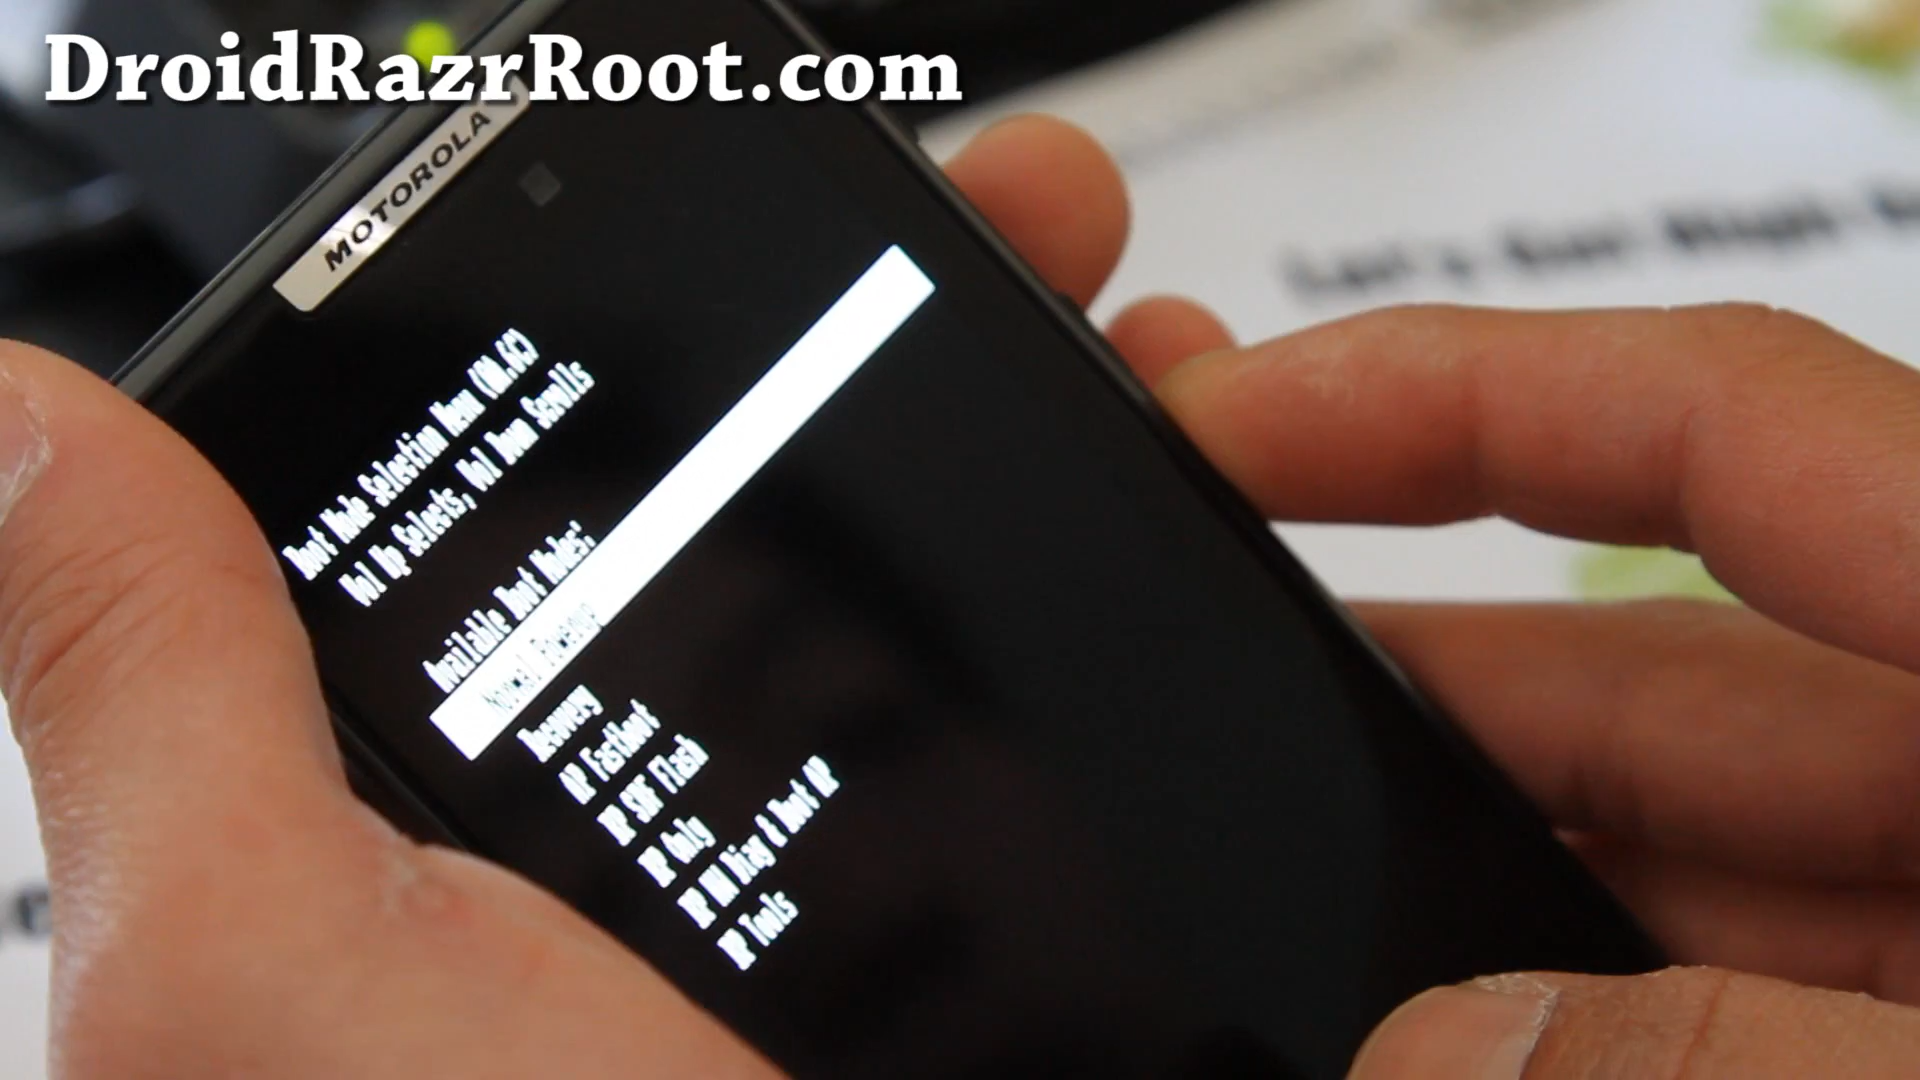 DroidRazrRoot.com
MOTOROLA
Boot Mode Selection Menu (0A.6C)
Vol Up Selects, Vol Down Scrolls
Available Boot Modes:
Normal Powerup
Recovery
AP Fastboot
BP SBF Flash
BP Only
BP HW Diag & Boot AP
BP Tools